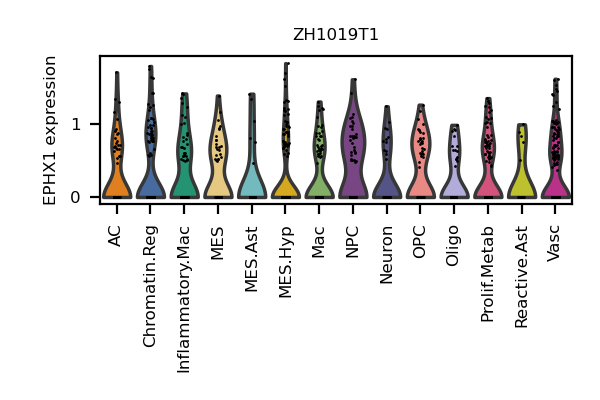 ZH1019T1
EPHX1 expression
1
0
AC
Chromatin.Reg
Inflammatory.Mac
MES
MES.Ast
MES.Hyp
Mac
NPC
Neuron
OPC
Oligo
Prolif.Metab
Reactive.Ast
Vasc